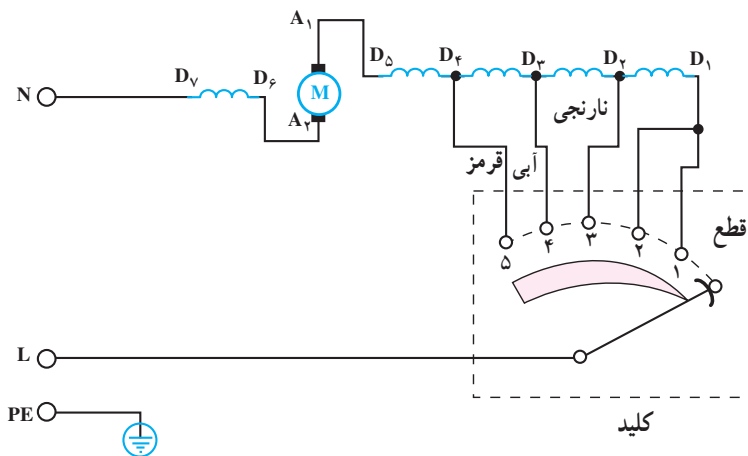 A۱
D۵ D۴ D۳ D۲ D۱
D۷ D۶
M
N
A۲
نارنجی
آبی قرمز
قطع
۵ ۴ ۳ ۲ ۱
L
PE
کلید